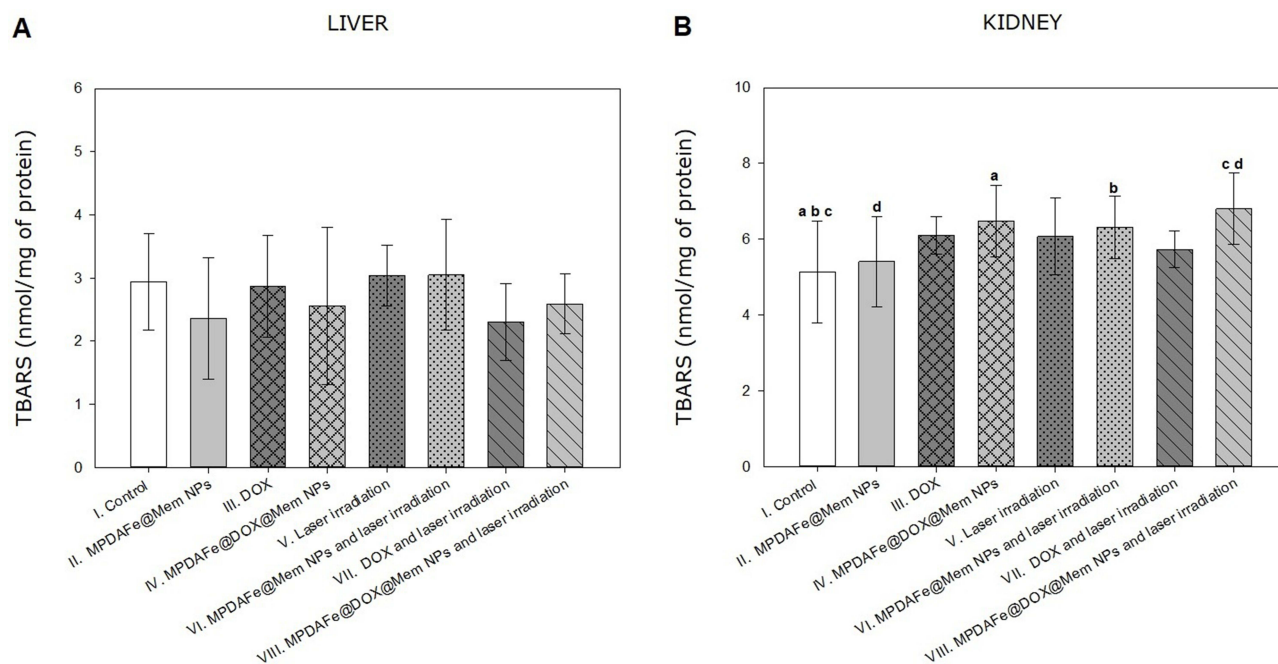 A
LIVER
TBARS (nmol/mg of protein)
6
5
4
3
2
1
0
I. Control
II. MPDAFe@Mem NPs
III. DOX
IV. MPDAFe@DOX@Mem NPs
V. Laser irradiation
VI. MPDAFe@Mem NPs and laser irradiation
VII. DOX and laser irradiation
VIII. MPDAFe@DOX@Mem NPs and laser irradiation
B
KIDNEY
TBARS (nmol/mg of protein)
10
8
6
4
2
0
a b c
d
a
b
c d
I. Control
II. MPDAFe@Mem NPs
III. DOX
IV. MPDAFe@DOX@Mem NPs
V. Laser irradiation
VI. MPDAFe@Mem NPs and laser irradiation
VII. DOX and laser irradiation
VIII. MPDAFe@DOX@Mem NPs and laser irradiation